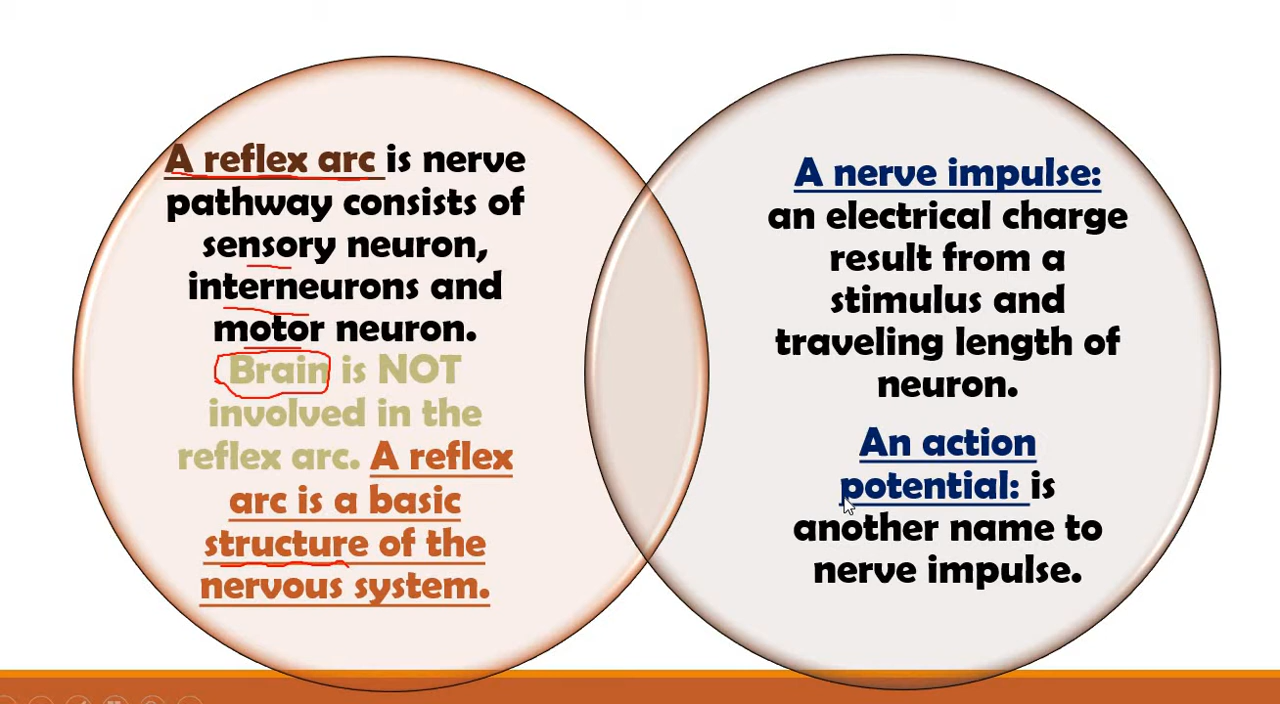 A reflex arc is nerve
pathway consists of
sensory neuron,
interneurons and
motor neuron.
Brain is NOT
involved in the
reflex arc. A reflex
arc is a basic
structure of the
nervous system.
A nerve impulse:
an electrical charge
result from a
stimulus and
traveling length of
neuron.
An action
potential: is
another name to
nerve impulse.